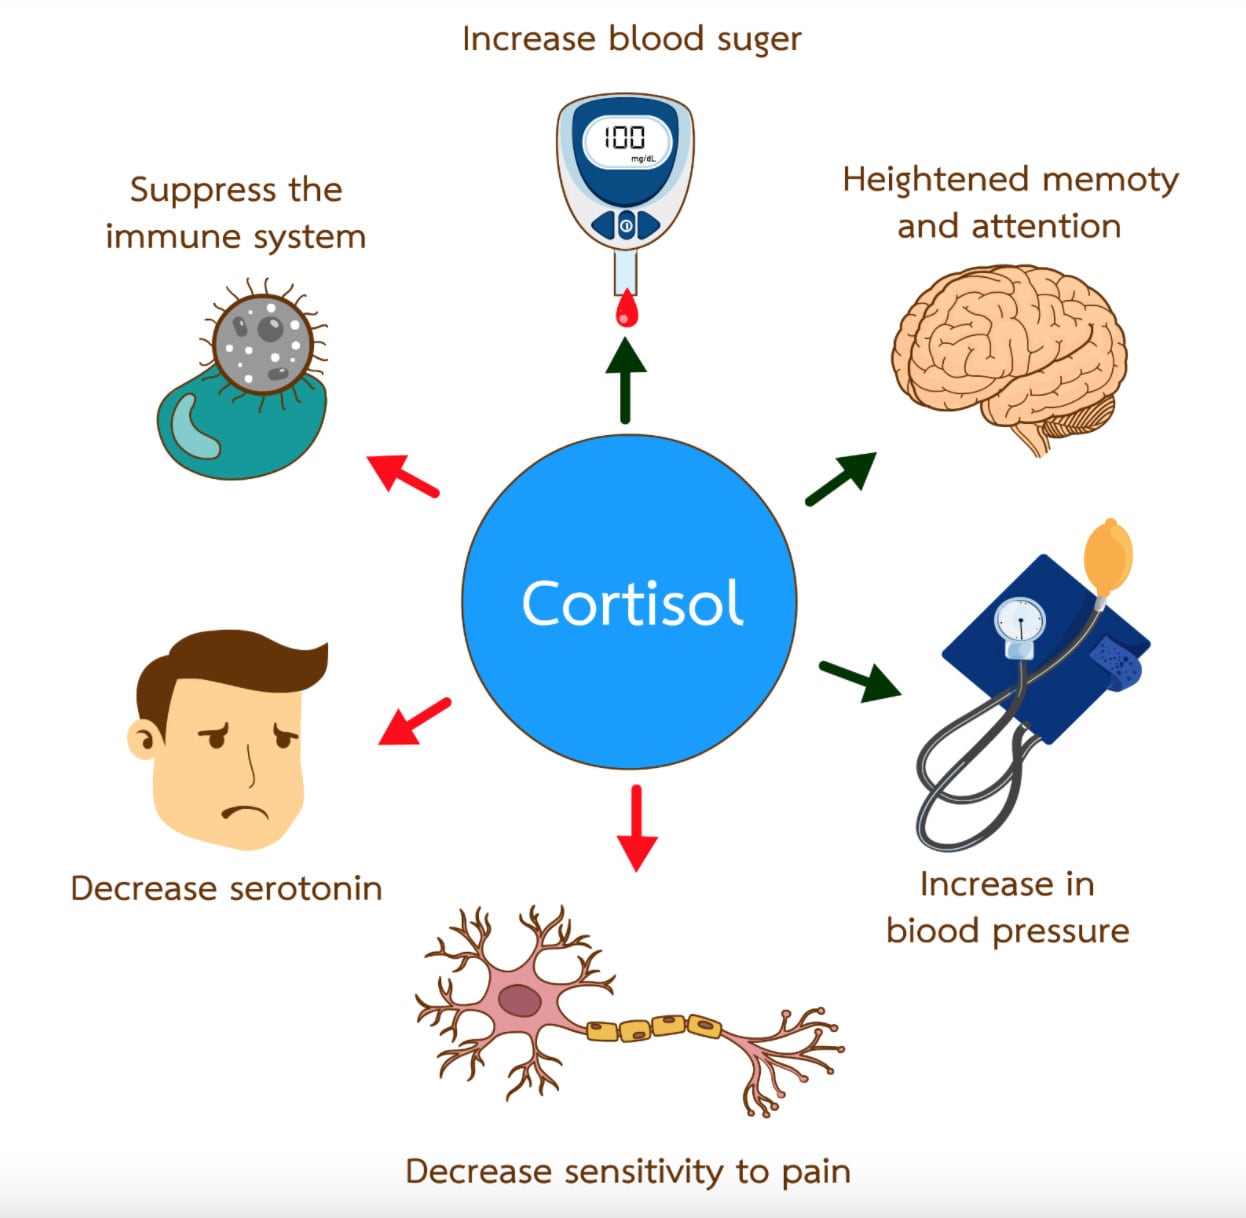 Increase blood suger
100
mg/dL
Suppress the
immune system
Heightened memoty
and attention
Cortisol
Decrease serotonin
Increase in
biood pressure
Decrease sensitivity to pain